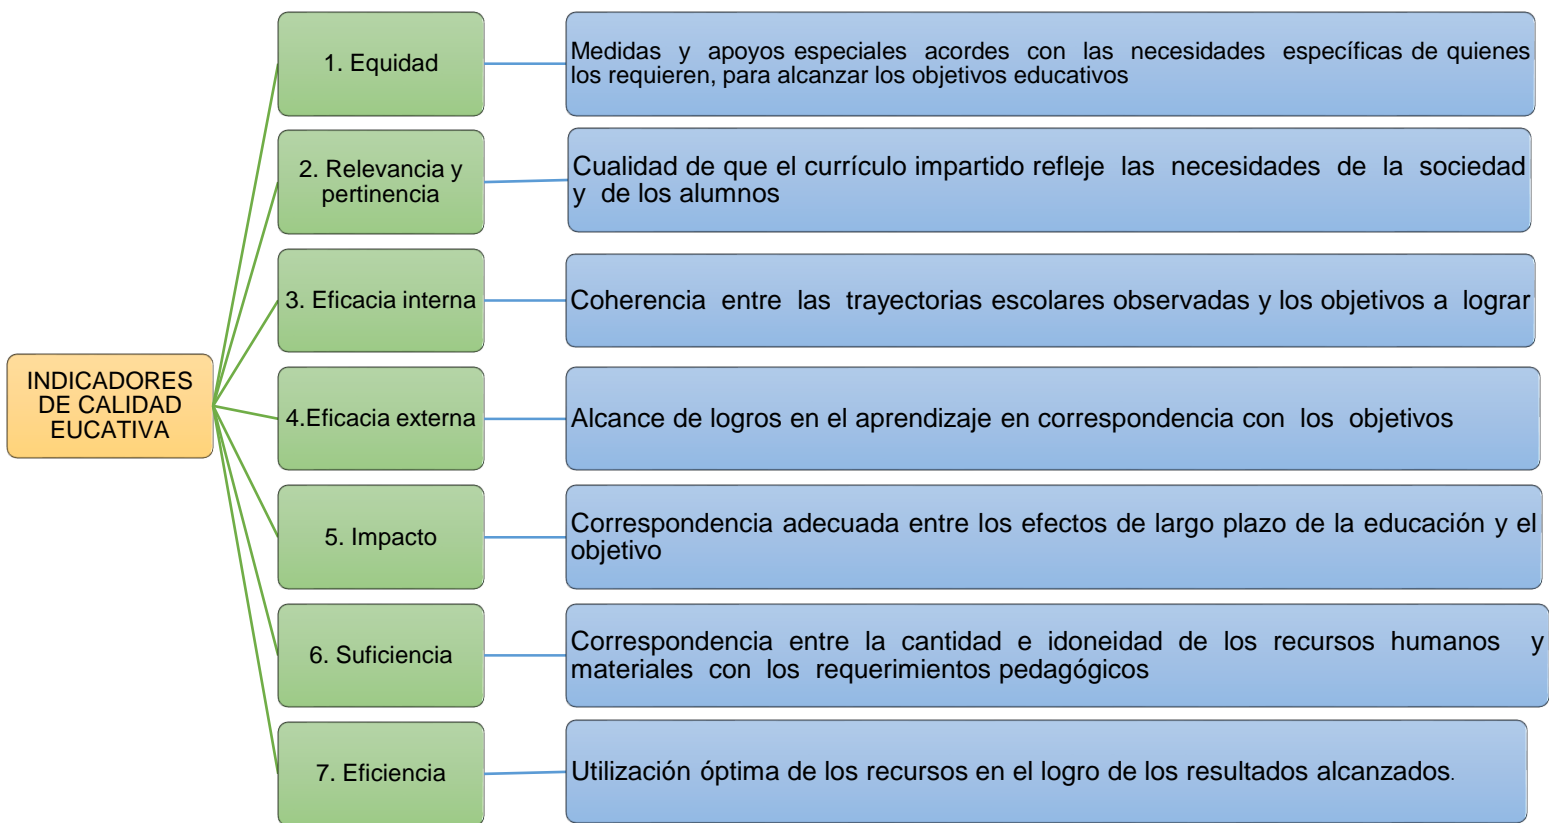 INDICADORES
DE CALIDAD
EUCATIVA
1. Equidad
Medidas y apoyos especiales acordes con las necesidades específicas de quienes
los requieren, para alcanzar los objetivos educativos
2. Relevancia y
pertinencia
Cualidad de que el currículo impartido refleje las necesidades de la sociedad
y de los alumnos
3. Eficacia interna
Coherencia entre las trayectorias escolares observadas y los objetivos a lograr
4.Eficacia externa
Alcance de logros en el aprendizaje en correspondencia con los objetivos
5. Impacto
Correspondencia adecuada entre los efectos de largo plazo de la educación y el
objetivo
6. Suficiencia
Correspondencia entre la cantidad e idoneidad de los recursos humanos y
materiales con los requerimientos pedagógicos
7. Eficiencia
Utilización óptima de los recursos en el logro de los resultados alcanzados.